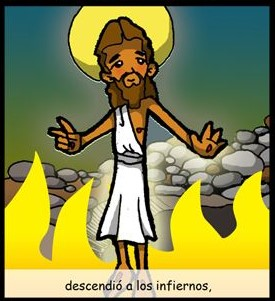 descendió a los infiernos,